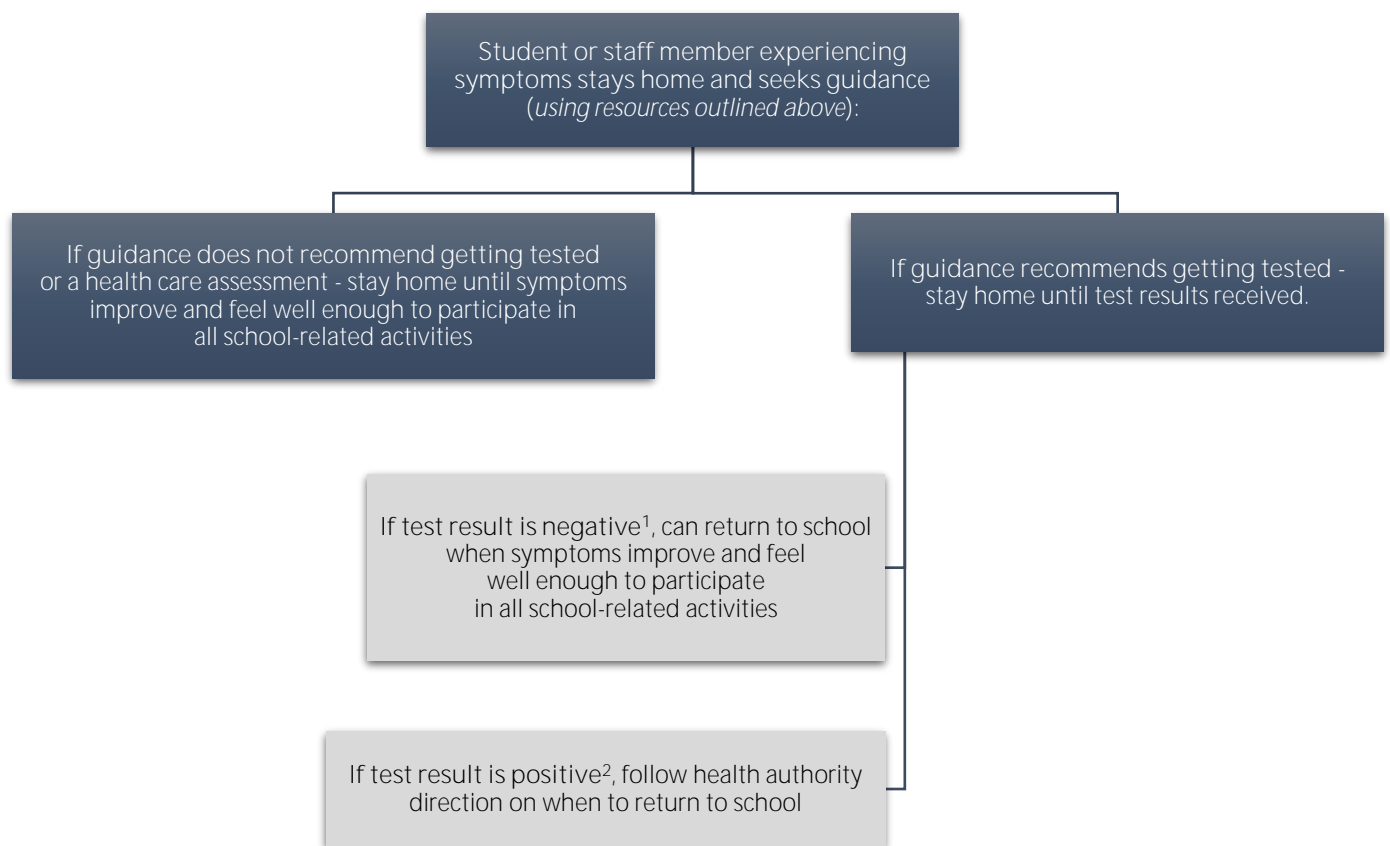 Student or staff member experiencing
symptoms stays home and seeks guidance
(using resources outlined above):
If guidance does not recommend getting tested
or a health care assessment - stay home until symptoms
improve and feel well enough to participate in
all school-related activities
If guidance recommends getting tested -
stay home until test results received.
If test result is negative¹, can return to school
when symptoms improve and feel
well enough to participate
in all school-related activities
If test result is positive², follow health authority
direction on when to return to school